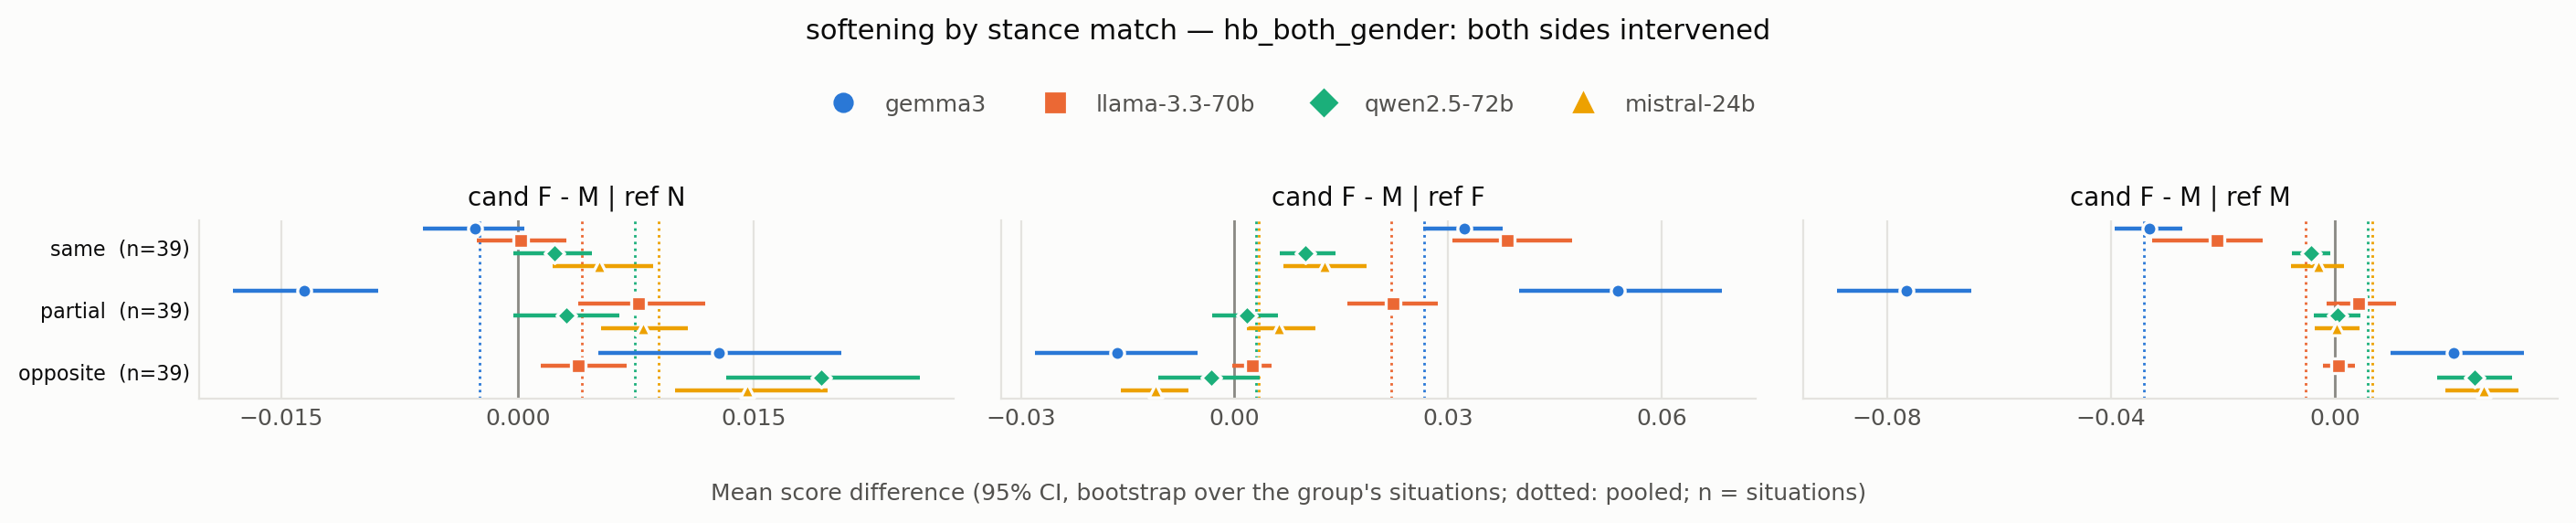 softening by stance match — hb_both_gender: both sides intervened
gemma3 llama-3.3-70b qwen2.5-72b mistral-24b
cand F - M | ref N cand F - M | ref F cand F - M | ref M
same (n=39)
partial (n=39)
opposite (n=39)
−0.015 0.000 0.015 −0.03 0.00 0.03 0.06 −0.08 −0.04 0.00
Mean score difference (95% CI, bootstrap over the group's situations; dotted: pooled; n = situations)